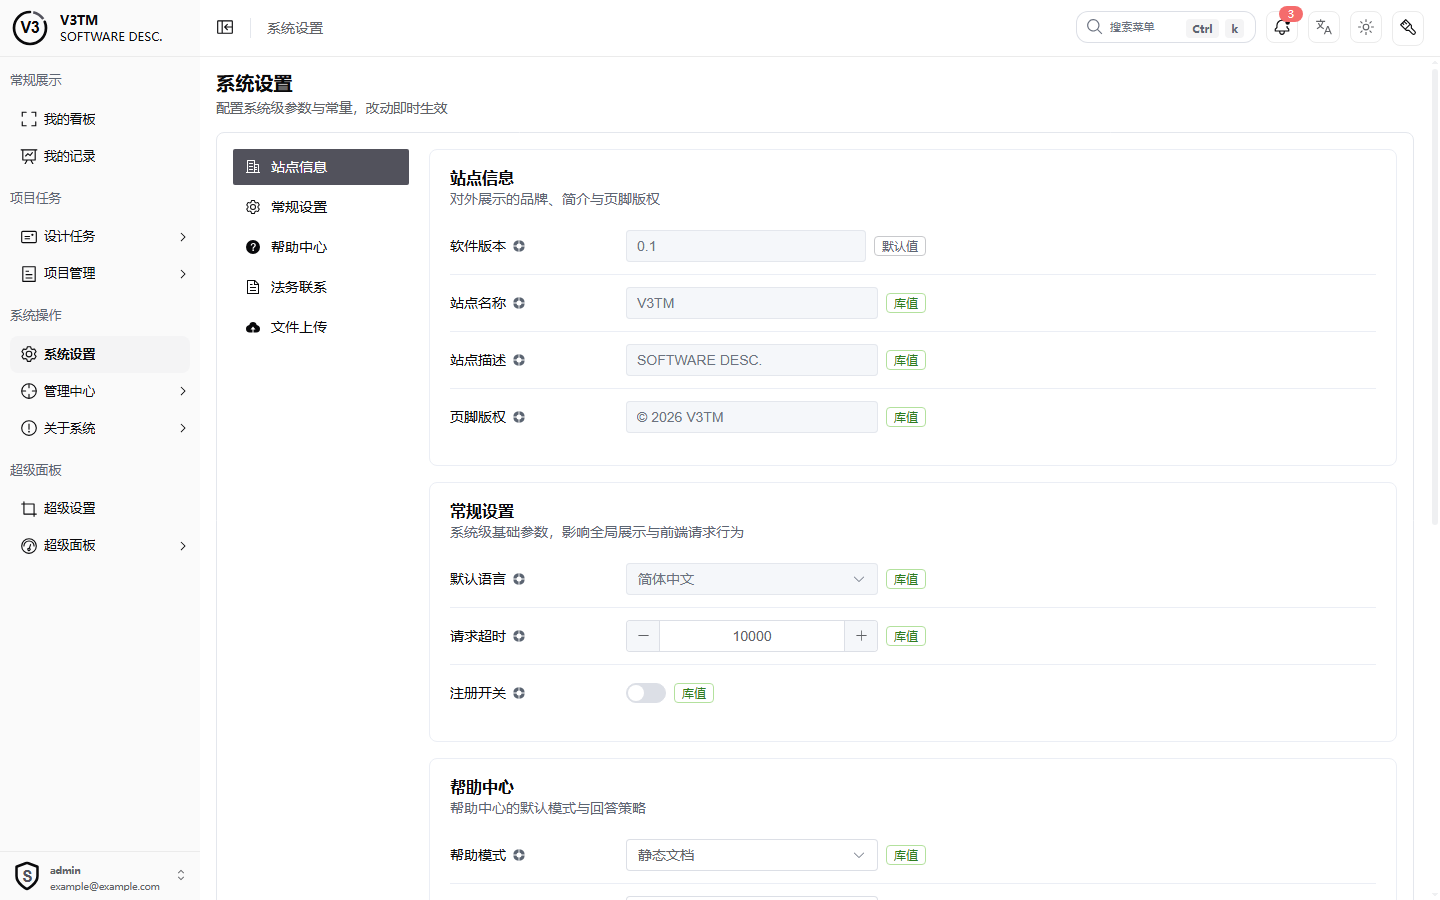 V3
V3TM
SOFTWARE DESC.
系统设置
搜索菜单
Ctrl
k
3
常规展示
我的看板
我的记录
项目任务
设计任务
项目管理
系统操作
系统设置
管理中心
关于系统
超级面板
超级设置
超级面板
S
admin
example@example.com
系统设置
配置系统级参数与常量，改动即时生效
站点信息
常规设置
帮助中心
法务联系
文件上传
站点信息
对外展示的品牌、简介与页脚版权
软件版本
0.1
默认值
站点名称
V3TM
库值
站点描述
SOFTWARE DESC.
库值
页脚版权
© 2026 V3TM
库值
常规设置
系统级基础参数，影响全局展示与前端请求行为
默认语言
简体中文
库值
请求超时
10000
库值
注册开关
库值
帮助中心
帮助中心的默认模式与回答策略
帮助模式
静态文档
库值